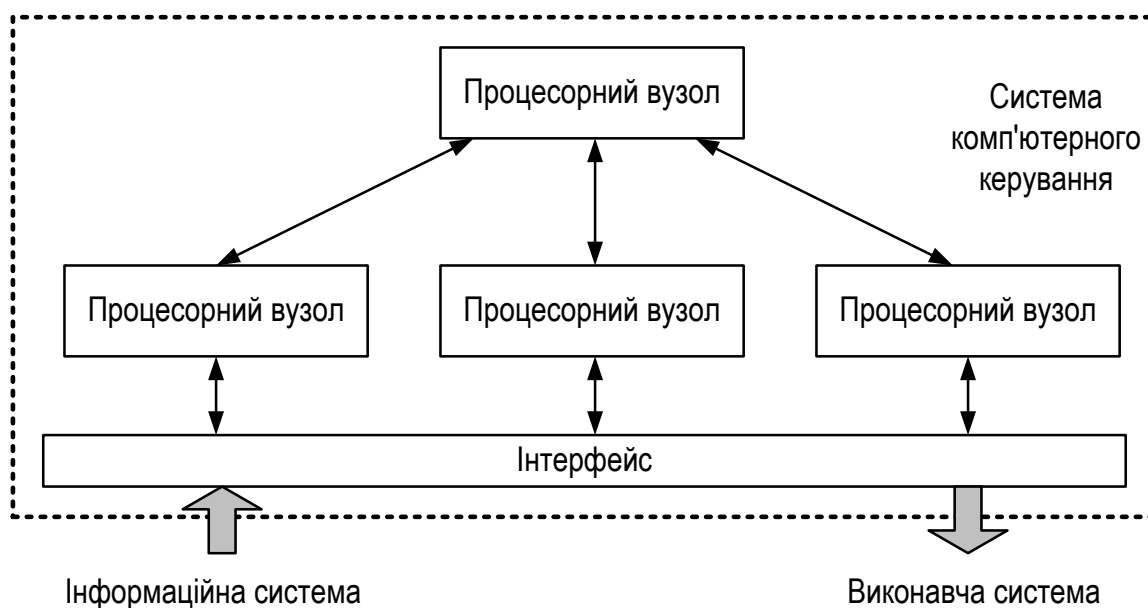 Процесорний вузол
Система
комп'ютерного
керування
Процесорний вузол
Процесорний вузол
Процесорний вузол
Інтерфейс
Інформаційна система
Виконавча система